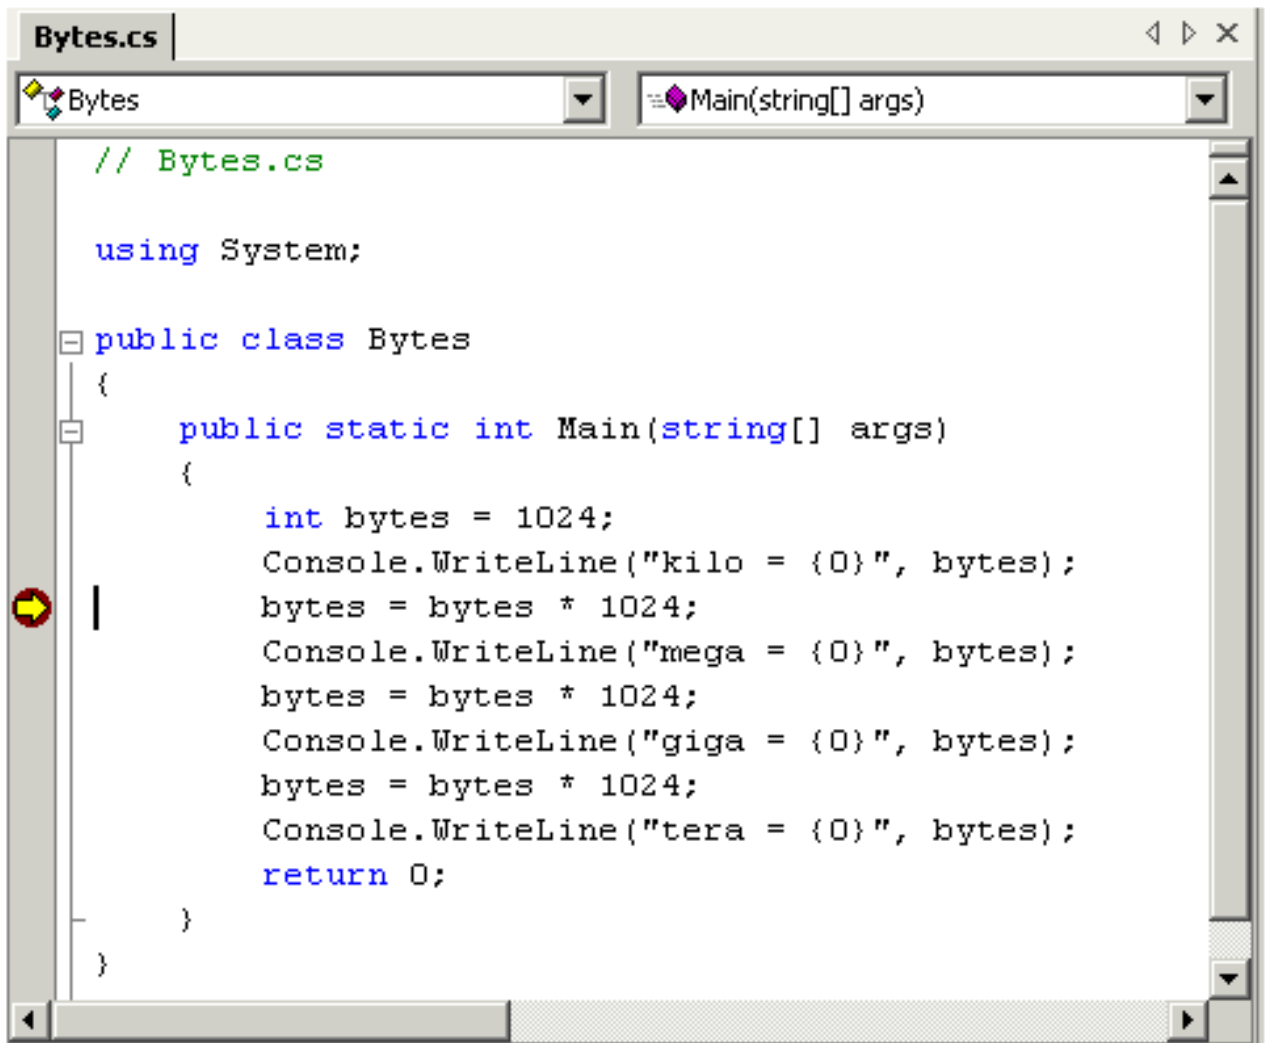 Bytes.cs
Bytes
Main(string[] args)
// Bytes.cs
using System;
public class Bytes
{
public static int Main(string[] args)
{
int bytes = 1024;
Console.WriteLine("kilo = {0}", bytes);
bytes = bytes * 1024;
Console.WriteLine("mega = {0}", bytes);
bytes = bytes * 1024;
Console.WriteLine("giga = {0}", bytes);
bytes = bytes * 1024;
Console.WriteLine("tera = {0}", bytes);
return 0;
}
}